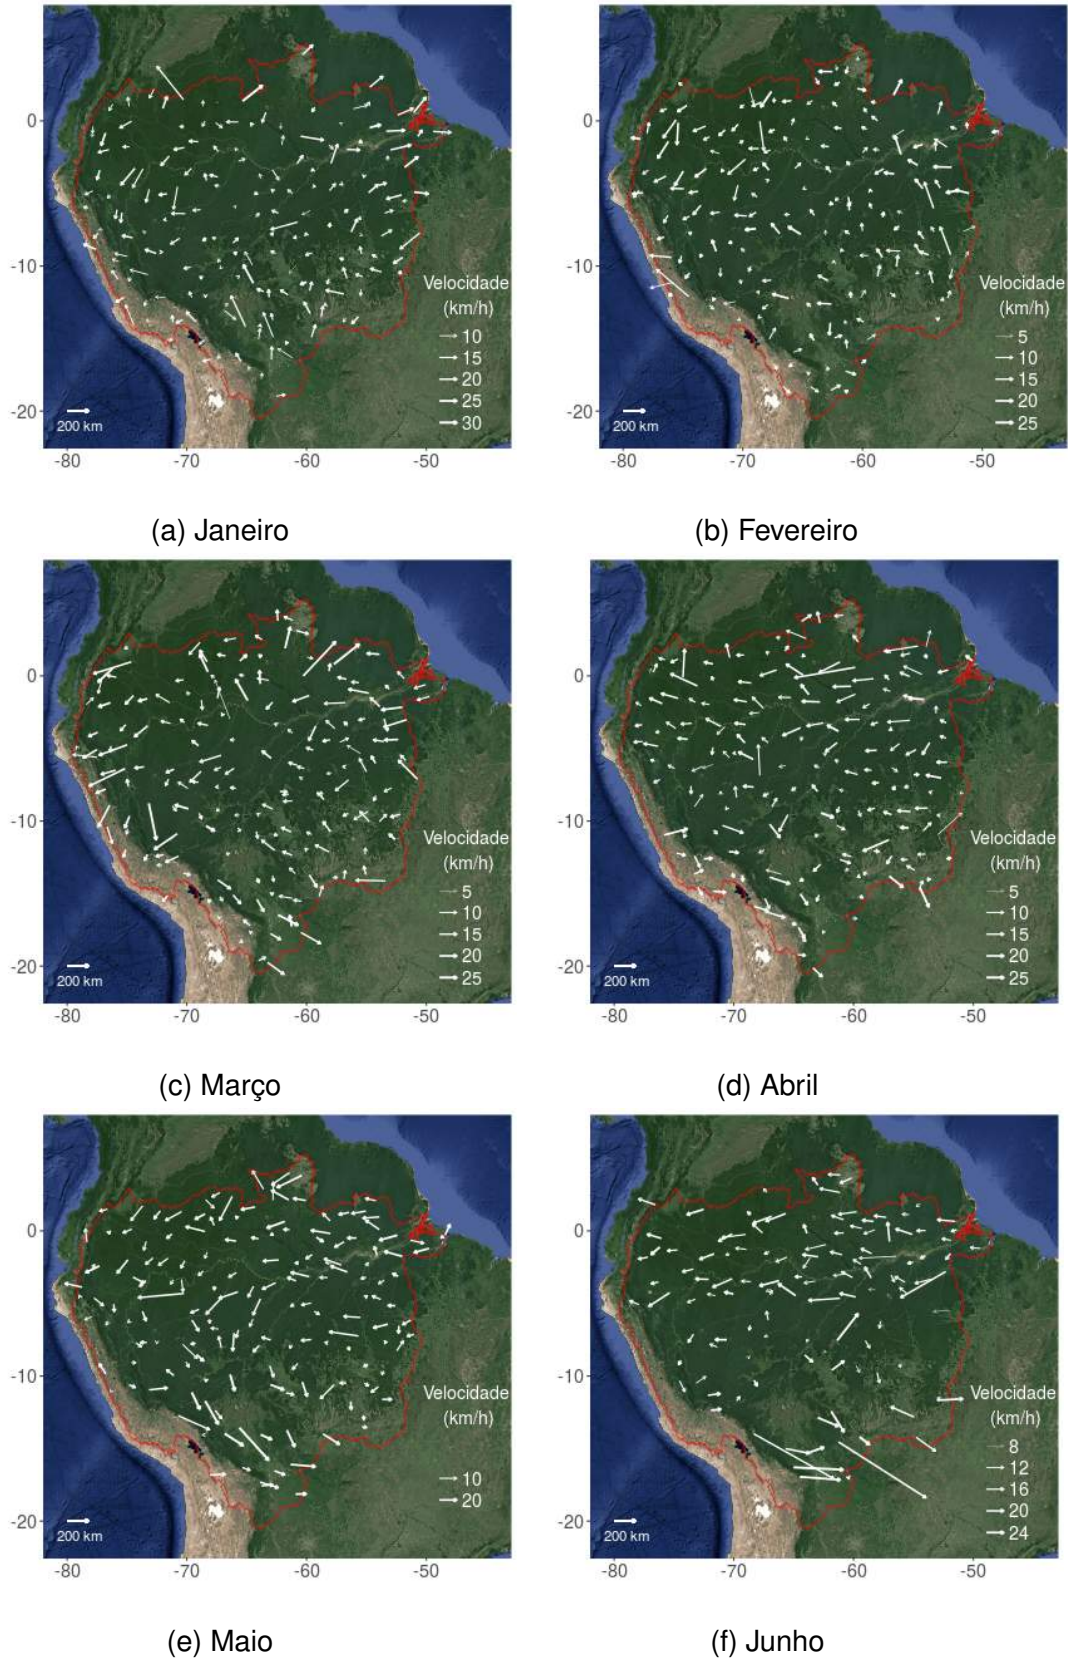 0
-10
-20
-80
-70
-60
-50
Velocidade
(km/h)
10
15
20
25
30
200 km
(a) Janeiro
0
-10
-20
-80
-70
-60
-50
Velocidade
(km/h)
5
10
15
20
25
200 km
(b) Fevereiro
0
-10
-20
-80
-70
-60
-50
Velocidade
(km/h)
5
10
15
20
25
200 km
(c) Março
0
-10
-20
-80
-70
-60
-50
Velocidade
(km/h)
5
10
15
20
25
200 km
(d) Abril
0
-10
-20
-80
-70
-60
-50
Velocidade
(km/h)
10
20
200 km
(e) Maio
0
-10
-20
-80
-70
-60
-50
Velocidade
(km/h)
8
12
16
20
24
200 km
(f) Junho